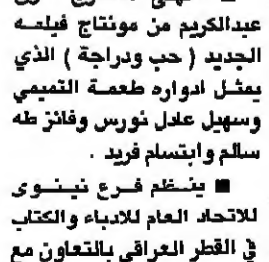 عبدالكريم من مونتاج فيلمه
الجديد ( حب ودراجة ) الذي
يمثل ادواره طعمة التميمي
وسهيل عادل نورس وفائز طه
سالم وابتسام فريد .
■ ينظم فرع نينوى
للاتحاد العام للادباء والكتاب
في القطر العراقي بالتعاون مع